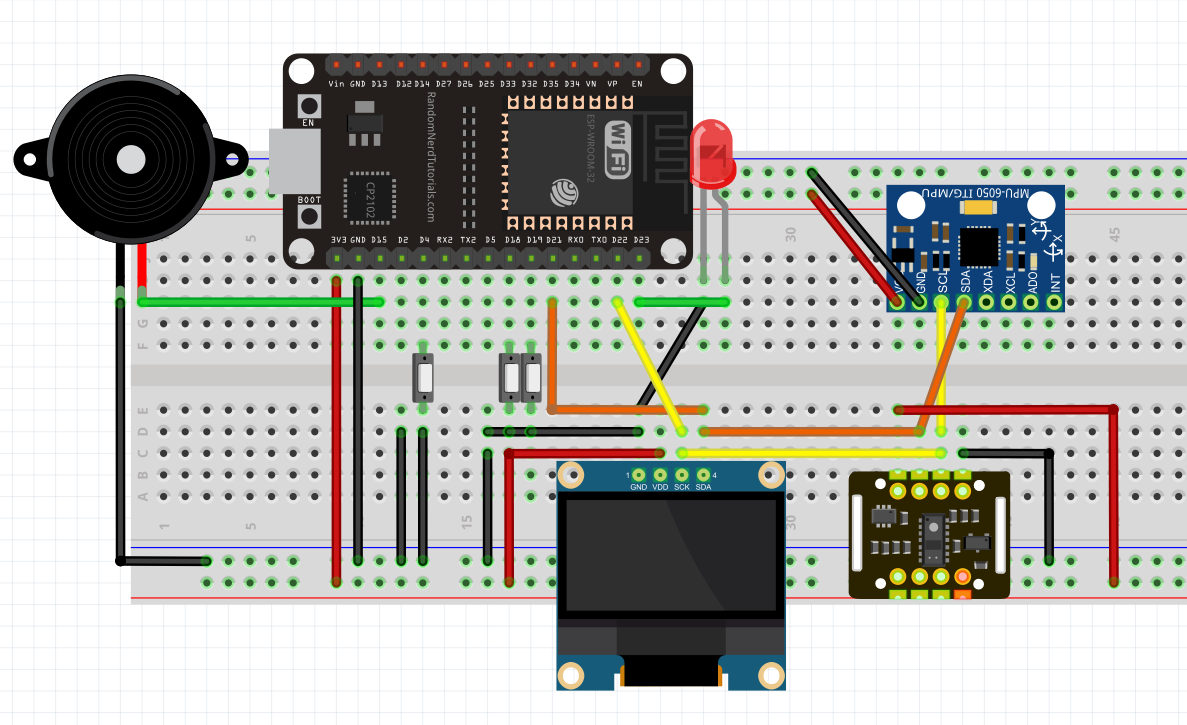 Vin GND D13 D12 D14 D27 D26 D25 D33 D32 D35 D34 VN VP EN
EN
RandomNerdTutorials.com
ESP-WROOM-32
WiFi
CP2102
BOOT
3V3 GND D15 D2 D4 RX2 TX2 D5 D18 D19 D21 RX0 TX0 D22 D23
MPU-6050 ITG/MPU
Y
X
GND SCL SDA XDA XCL ADO INT
5 30 45
G
F
E
D
C
B
A
1 4
GND VDD SCK SDA
1 5 15 30